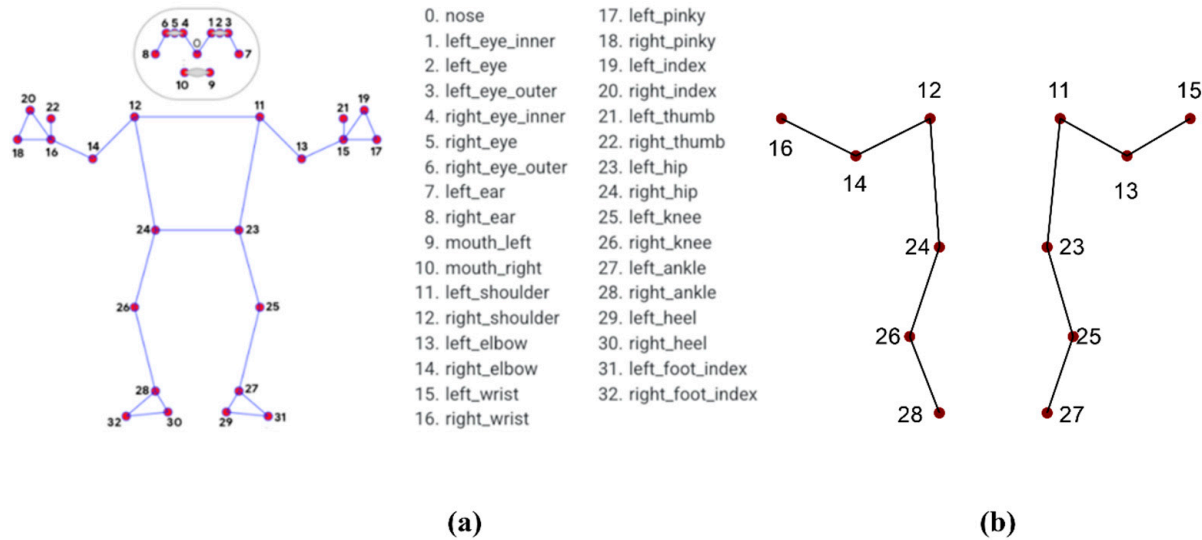 6 5 4 1 2 3
0
8 7
10 9
20 22 12 11 21 19
18 16 14 13 15 17
24 23
26 25
28 27
32 30 29 31
0. nose
1. left_eye_inner
2. left_eye
3. left_eye_outer
4. right_eye_inner
5. right_eye
6. right_eye_outer
7. left_ear
8. right_ear
9. mouth_left
10. mouth_right
11. left_shoulder
12. right_shoulder
13. left_elbow
14. right_elbow
15. left_wrist
16. right_wrist
17. left_pinky
18. right_pinky
19. left_index
20. right_index
21. left_thumb
22. right_thumb
23. left_hip
24. right_hip
25. left_knee
26. right_knee
27. left_ankle
28. right_ankle
29. left_heel
30. right_heel
31. left_foot_index
32. right_foot_index
12 11 15
16 14 13
24 23
26 25
28 27
(a) (b)